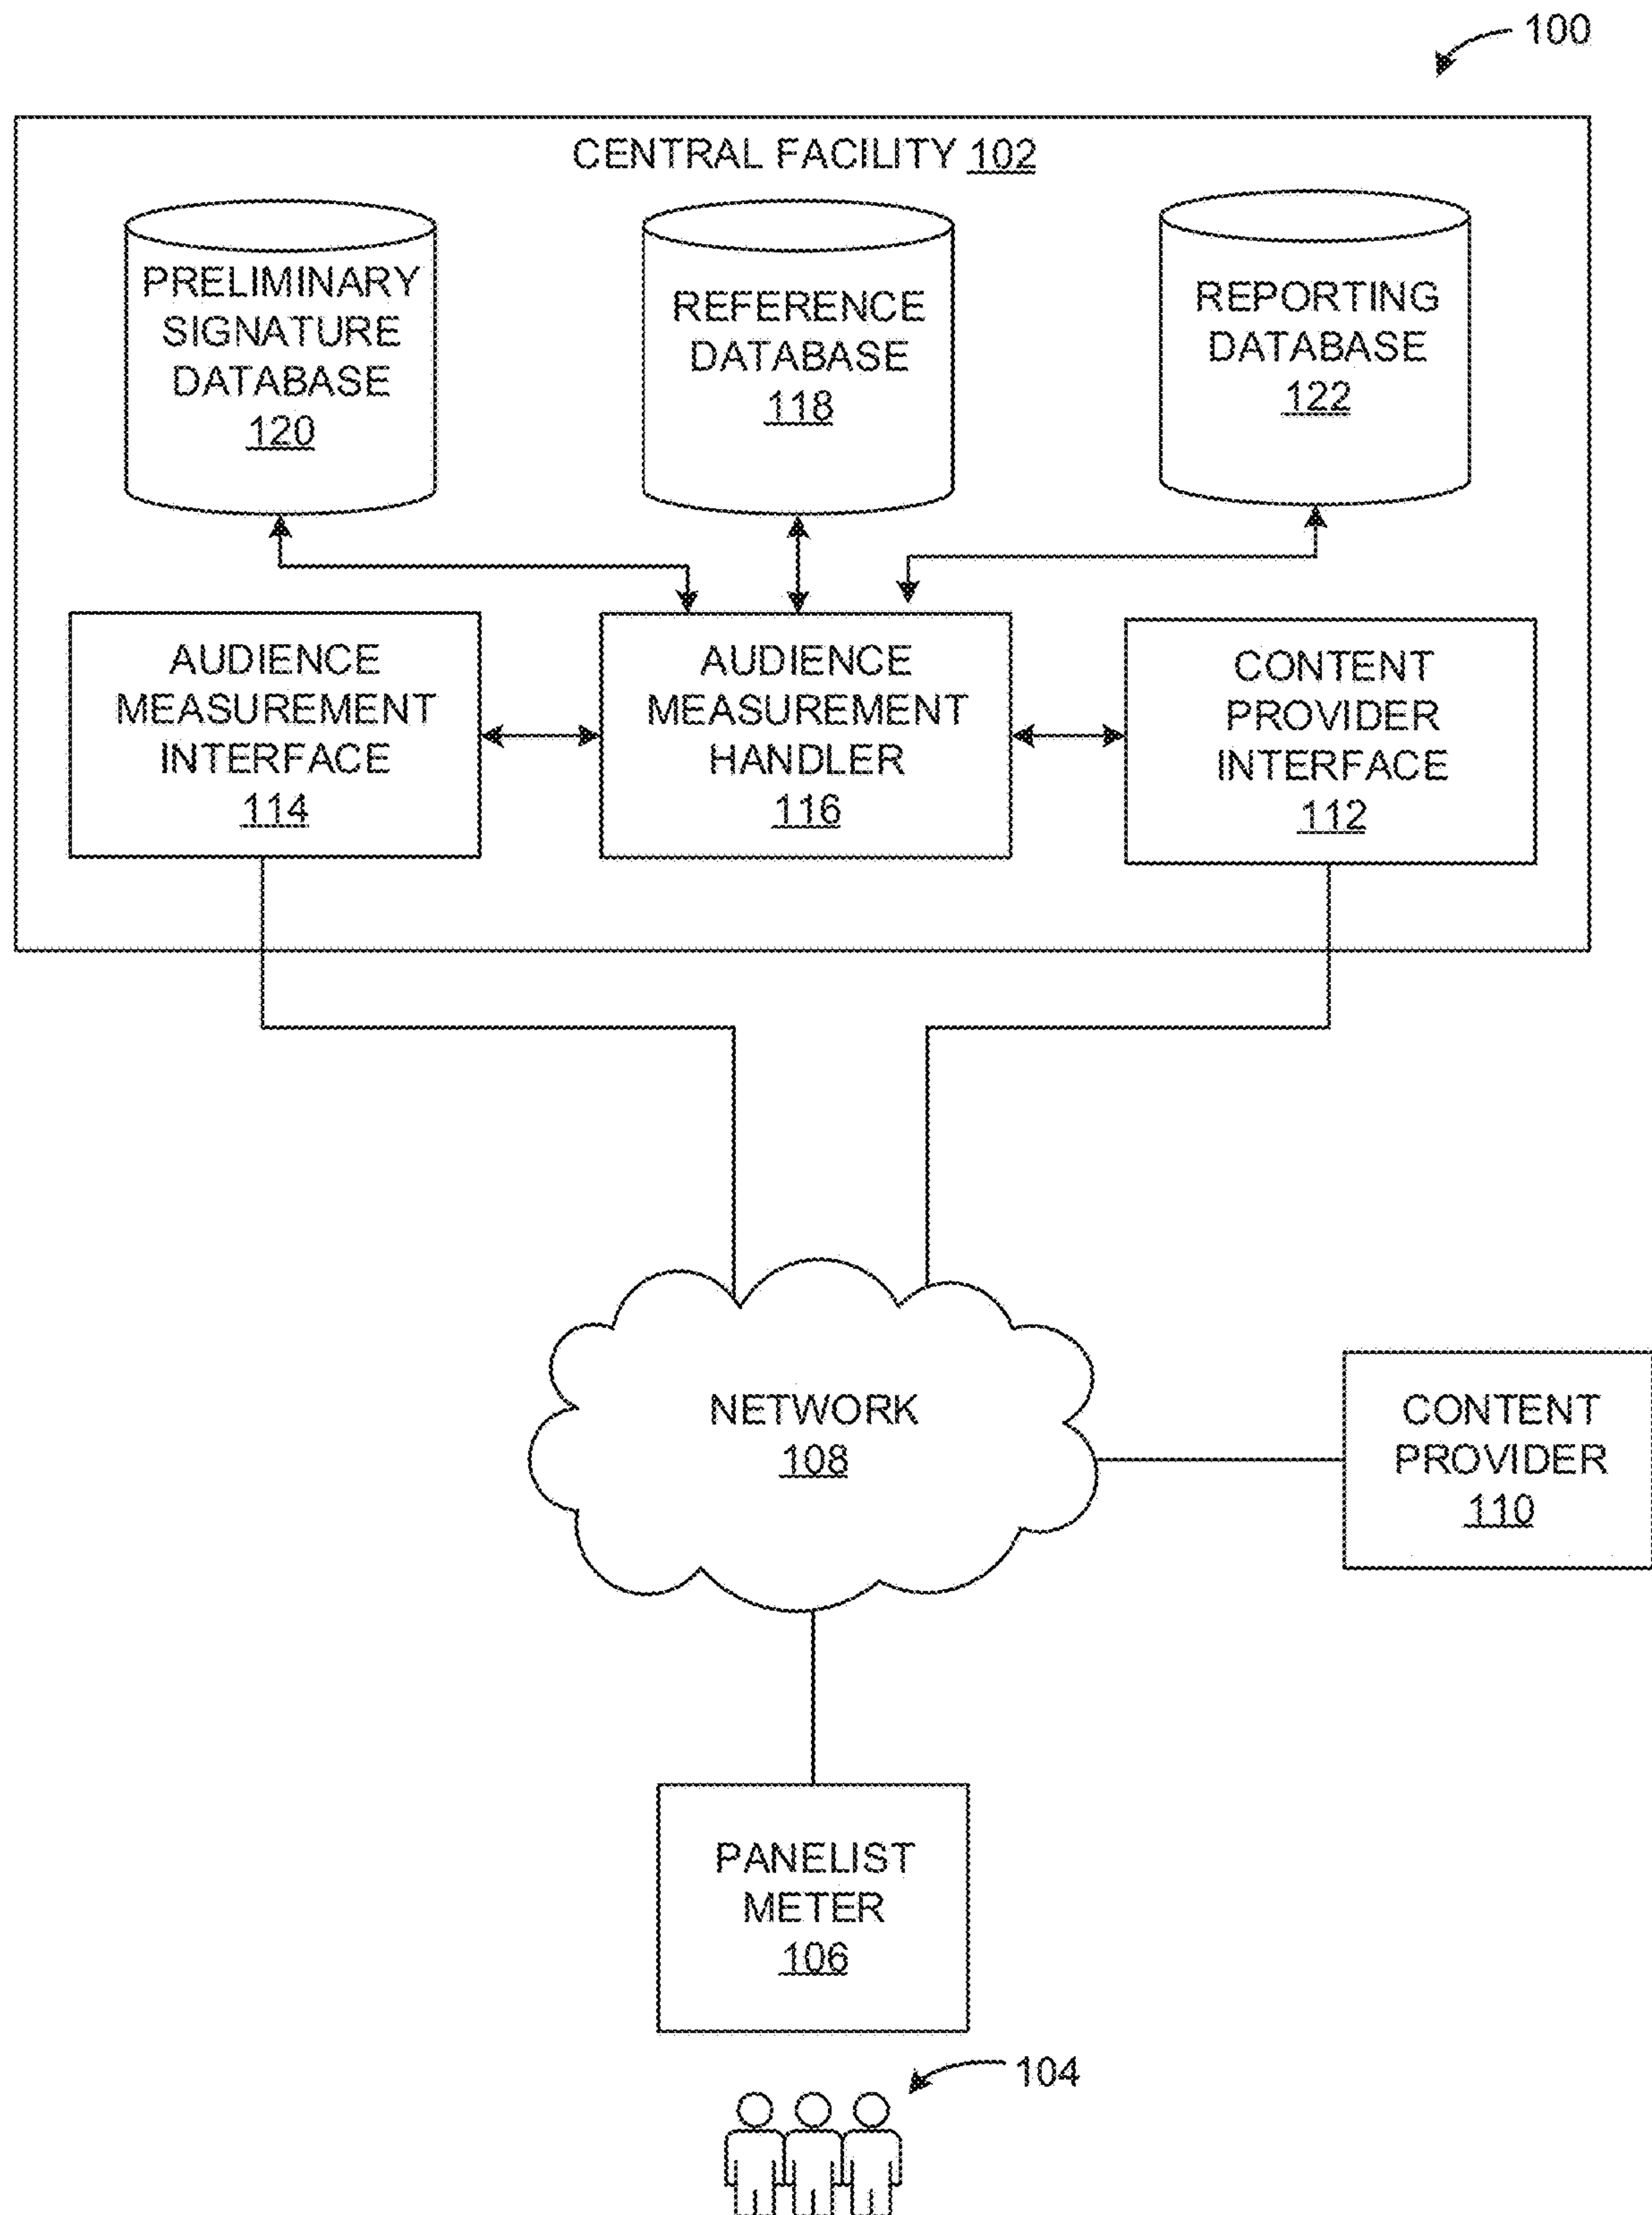 100
CENTRAL FACILITY 102
PRELIMINARY
SIGNATURE
DATABASE
120
REFERENCE
DATABASE
118
REPORTING
DATABASE
122
AUDIENCE
MEASUREMENT
INTERFACE
114
AUDIENCE
MEASUREMENT
HANDLER
116
CONTENT
PROVIDER
INTERFACE
112
NETWORK
108
CONTENT
PROVIDER
110
PANELIST
METER
106
104